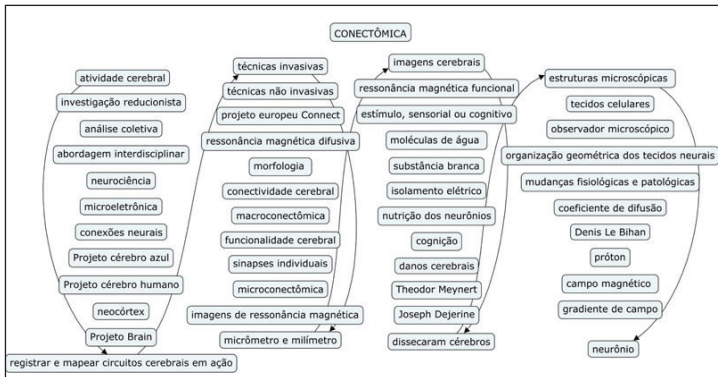 CONECTÔMICA
atividade cerebral
investigação reducionista
análise coletiva
abordagem interdisciplinar
neurociência
microeletrônica
conexões neurais
Projeto cérebro azul
Projeto cérebro humano
neocórtex
Projeto Brain
registrar e mapear circuitos cerebrais em ação
técnicas invasivas
técnicas não invasivas
projeto europeu Connect
ressonância magnética difusiva
morfologia
conectividade cerebral
macroconectômica
funcionalidade cerebral
sinapses individuais
microconectômica
imagens de ressonância magnética
micrômetro e milímetro
imagens cerebrais
ressonância magnética funcional
estímulo, sensorial ou cognitivo
moléculas de água
substância branca
isolamento elétrico
nutrição dos neurônios
cognição
danos cerebrais
Theodor Meynert
Joseph Dejerine
dissecaram cérebros
estruturas microscópicas
tecidos celulares
observador microscópico
organização geométrica dos tecidos neurais
mudanças fisiológicas e patológicas
coeficiente de difusão
Denis Le Bihan
próton
campo magnético
gradiente de campo
neurônio